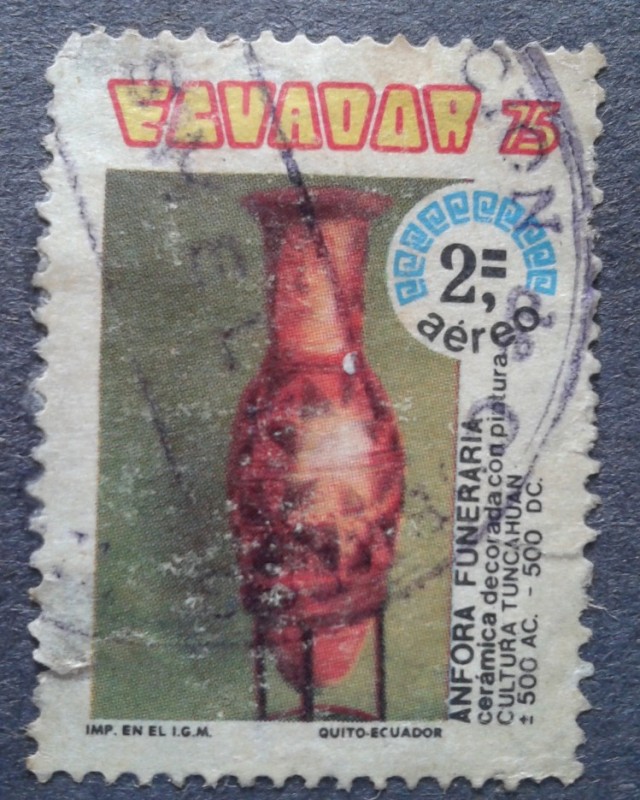 ECUADOR 75
2,=
aéreo
ANFORA FUNERARIA
cerámica decorada con pintura.
CULTURA TUNCAHUAN
± 500 AC. - 500 DC.
IMP. EN EL I.G.M. QUITO-ECUADOR